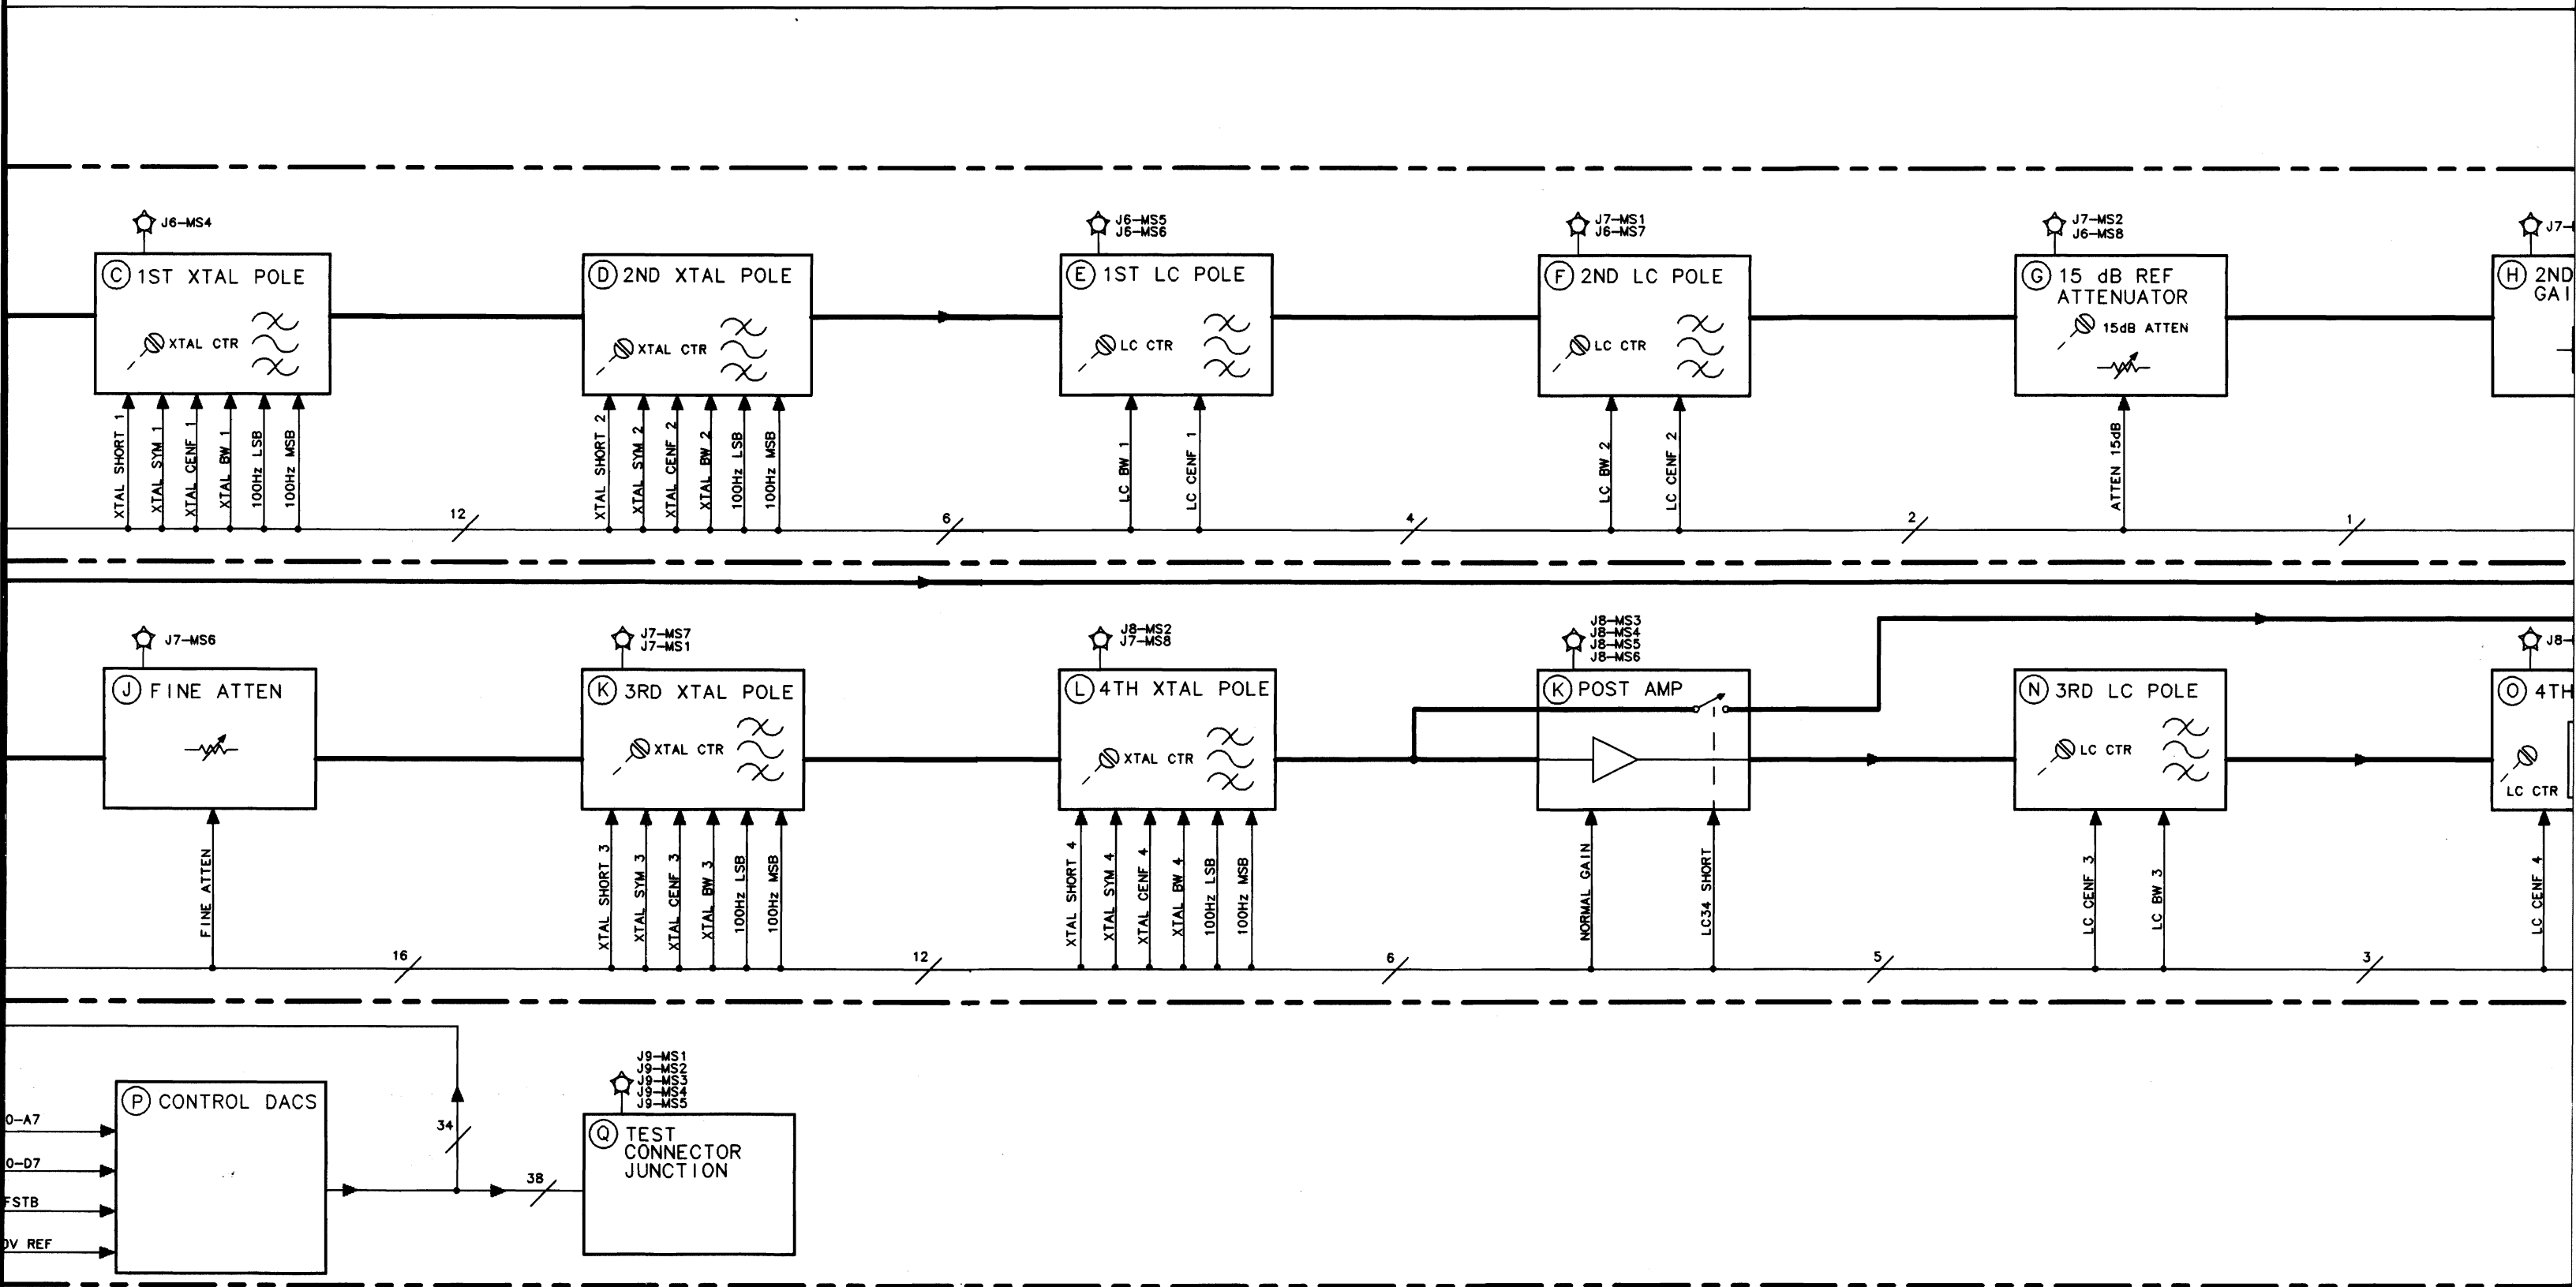 J6-MS4
J6-MS5
J6-MS6
J7-MS1
J6-MS7
J7-MS2
J6-MS8
J7-
C 1ST XTAL POLE
XTAL CTR
D 2ND XTAL POLE
XTAL CTR
E 1ST LC POLE
LC CTR
F 2ND LC POLE
LC CTR
G 15 dB REF
ATTENUATOR
15dB ATTEN
H 2ND
GAI
XTAL SHORT 1
XTAL SYM 1
XTAL CENF 1
XTAL BW 1
100Hz LSB
100Hz MSB
12
XTAL SHORT 2
XTAL SYM 2
XTAL CENF 2
XTAL BW 2
100Hz LSB
100Hz MSB
6
LC BW 1
LC CENF 1
4
LC BW 2
LC CENF 2
2
ATTEN 15dB
1
J7-MS6
J7-MS7
J7-MS1
J8-MS2
J7-MS8
J8-MS3
J8-MS4
J8-MS5
J8-MS6
J8-
J FINE ATTEN
K 3RD XTAL POLE
XTAL CTR
L 4TH XTAL POLE
XTAL CTR
K POST AMP
N 3RD LC POLE
LC CTR
O 4TH
LC CTR
FINE ATTEN
16
XTAL SHORT 3
XTAL SYM 3
XTAL CENF 3
XTAL BW 3
100Hz LSB
100Hz MSB
12
XTAL SHORT 4
XTAL SYM 4
XTAL CENF 4
XTAL BW 4
100Hz LSB
100Hz MSB
6
NORMAL GAIN
LC34 SHORT
5
LC CENF 3
LC BW 3
3
LC CENF 4
P CONTROL DACS
0-A7
0-D7
FSTB
0V REF
34
38
J9-MS1
J9-MS2
J9-MS3
J9-MS4
J9-MS5
Q TEST
CONNECTOR
JUNCTION